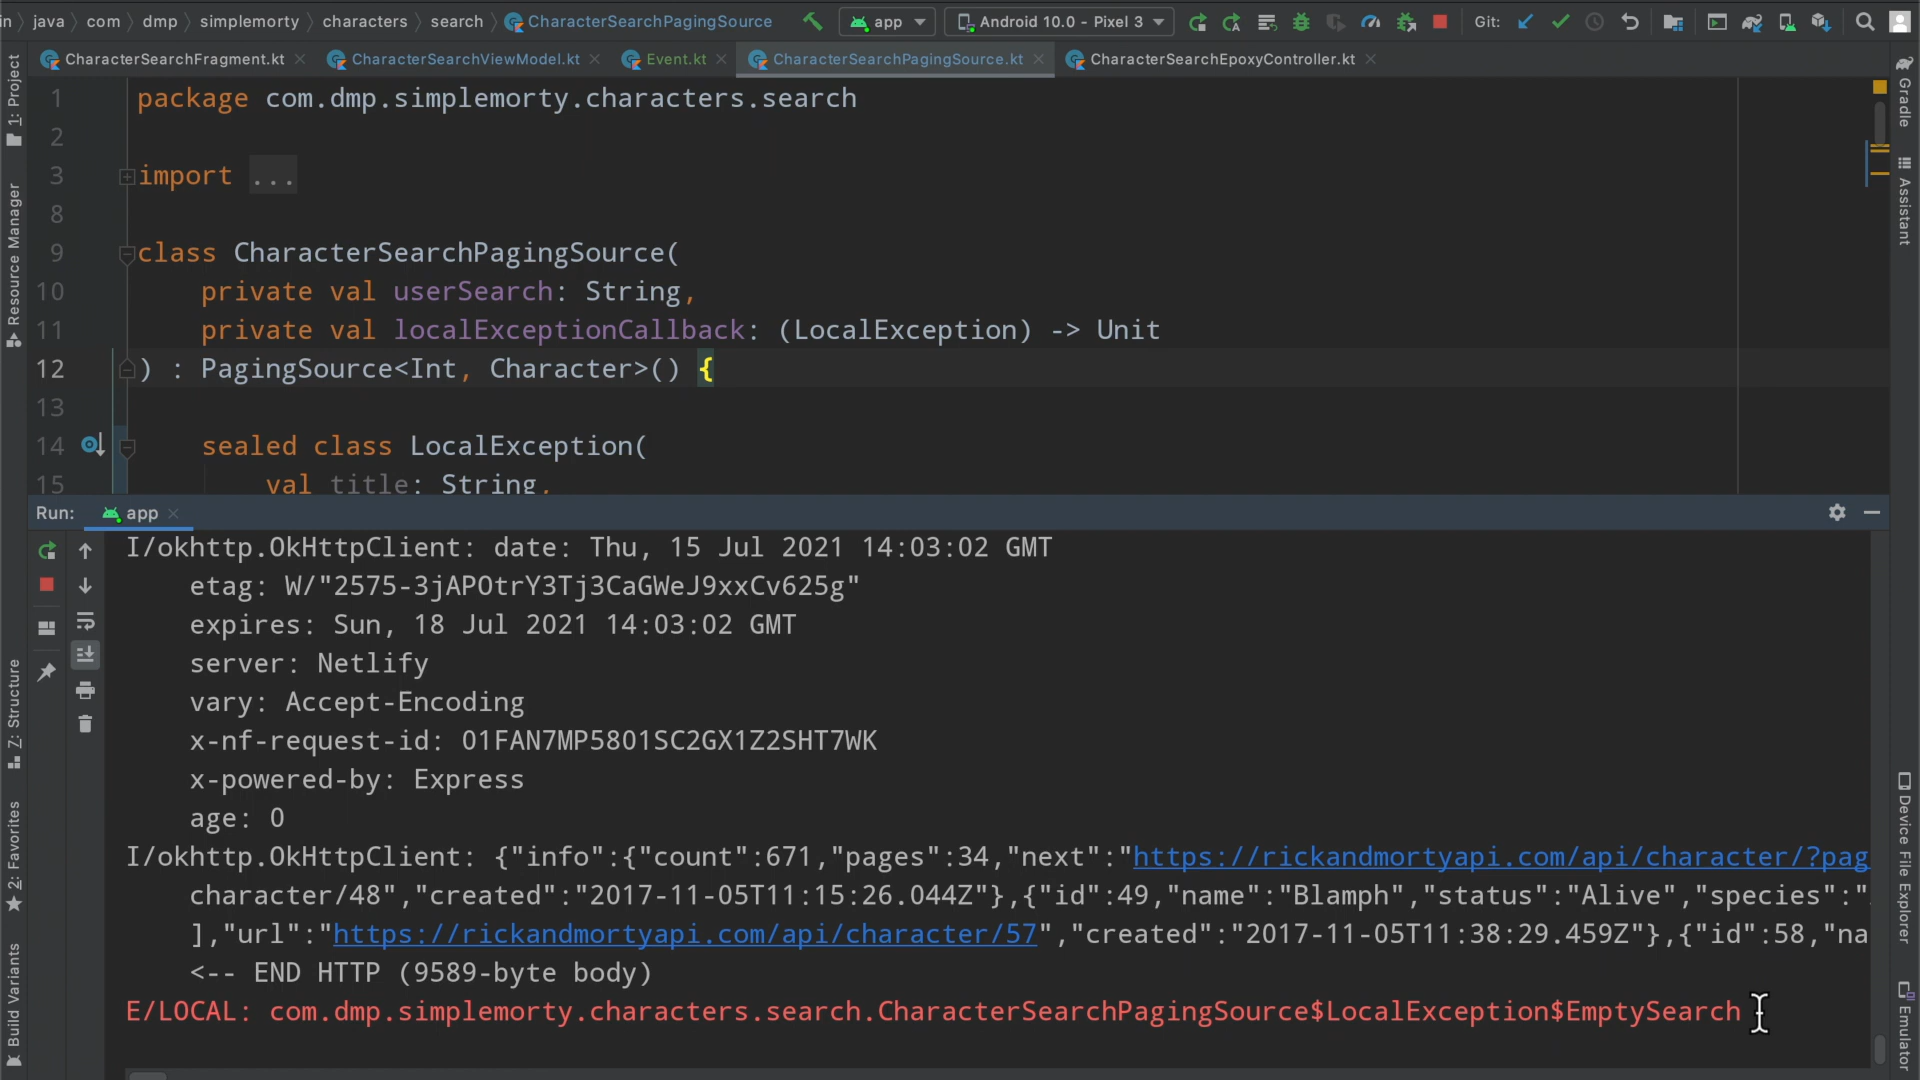 in java com dmp simplemorty characters search CharacterSearchPagingSource app Android 10.0 - Pixel 3 Git:
CharacterSearchFragment.kt CharacterSearchViewModel.kt Event.kt CharacterSearchPagingSource.kt CharacterSearchEpoxyController.kt
1: Project
Resource Manager
Z: Structure
2: Favorites
Build Variants
1 package com.dmp.simplemorty.characters.search
2
3 import ...
8
9 class CharacterSearchPagingSource(
10 private val userSearch: String,
11 private val localExceptionCallback: (LocalException) -> Unit
12 ) : PagingSource<Int, Character>() {
13
14 sealed class LocalException(
15 val title: String,
Gradle
Assistant
Device File Explorer
Emulator
Run: app
I/okhttp.OkHttpClient: date: Thu, 15 Jul 2021 14:03:02 GMT
etag: W/"2575-3jAPOtrY3Tj3CaGWeJ9xxCv625g"
expires: Sun, 18 Jul 2021 14:03:02 GMT
server: Netlify
vary: Accept-Encoding
x-nf-request-id: 01FAN7MP5801SC2GX1Z2SHT7WK
x-powered-by: Express
age: 0
I/okhttp.OkHttpClient: {"info":{"count":671,"pages":34,"next":"https://rickandmortyapi.com/api/character/?pag
character/48","created":"2017-11-05T11:15:26.044Z"},{"id":49,"name":"Blamph","status":"Alive","species":"
],"url":"https://rickandmortyapi.com/api/character/57","created":"2017-11-05T11:38:29.459Z"},{"id":58,"na
<-- END HTTP (9589-byte body)
E/LOCAL: com.dmp.simplemorty.characters.search.CharacterSearchPagingSource$LocalException$EmptySearch